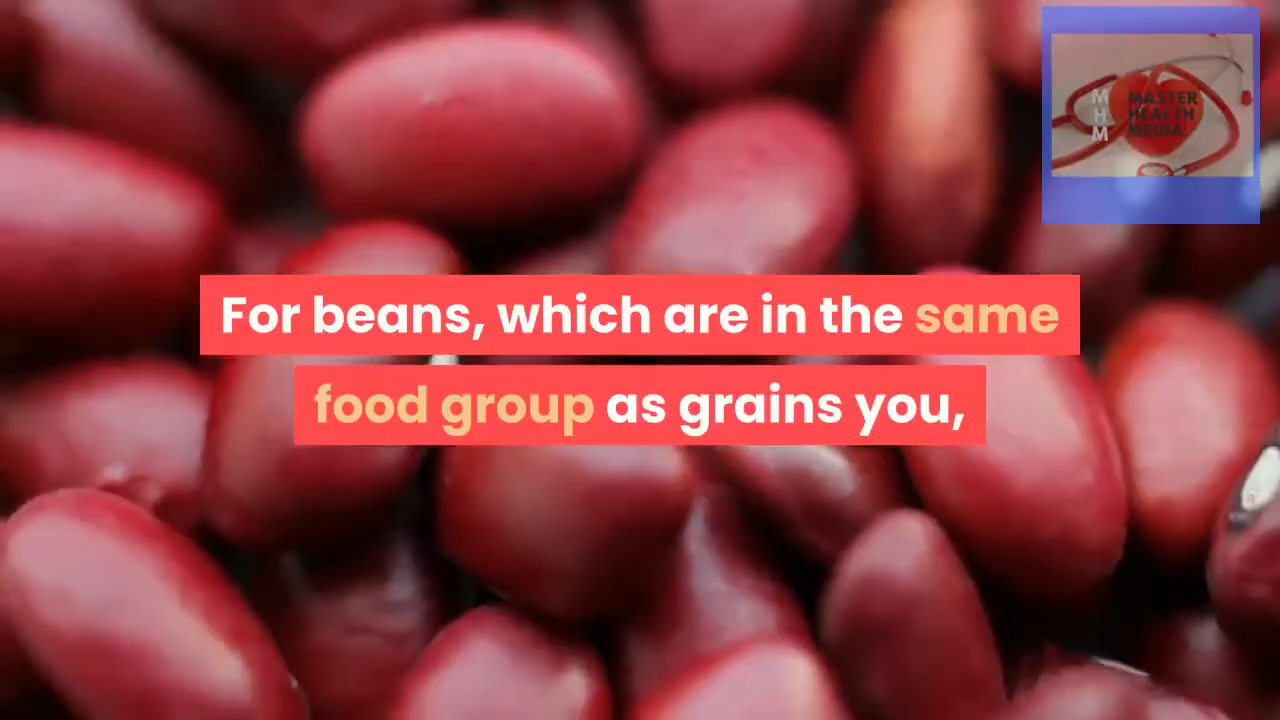 For beans, which are in the same
food group as grains you,
M
H
M
MASTER
HEALTH
MEDIA